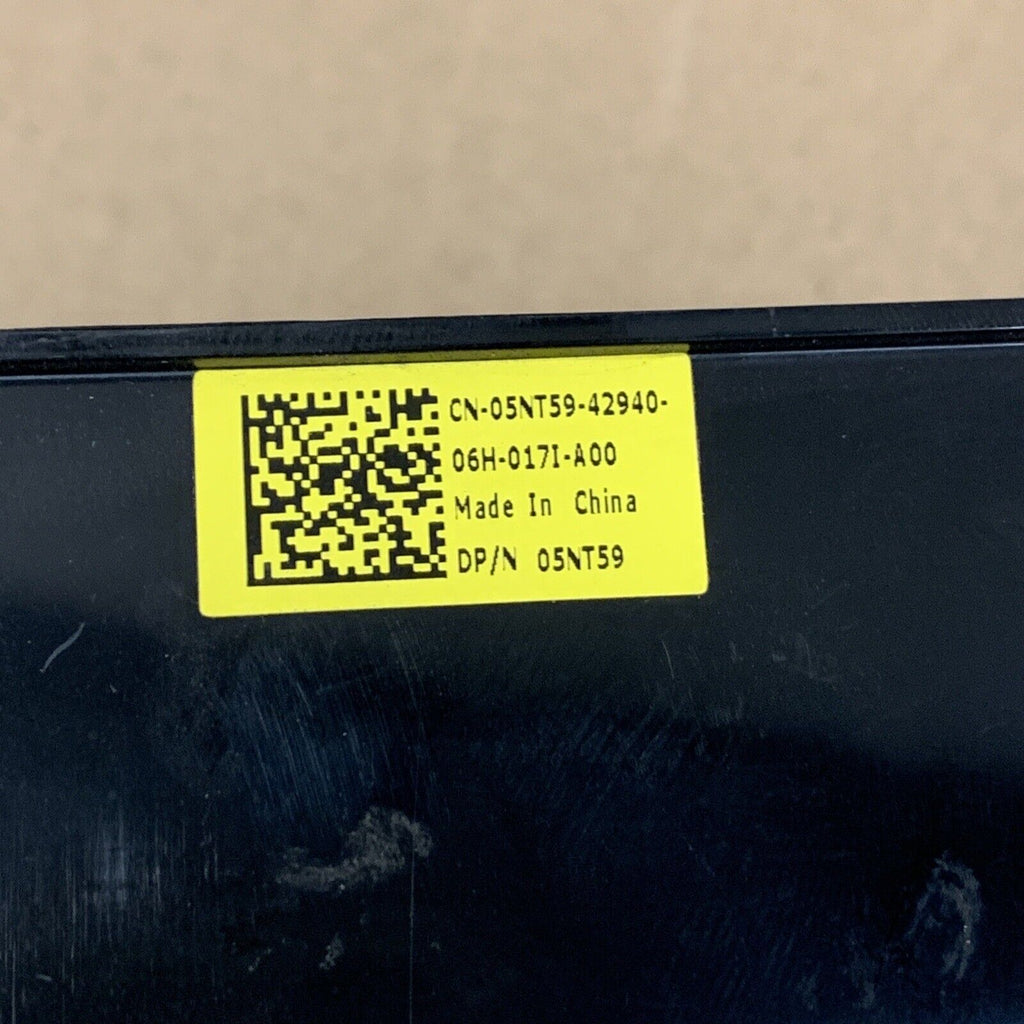 CN-05NT59-42940-
06H-017I-A00
Made In China
DP/N 05NT59